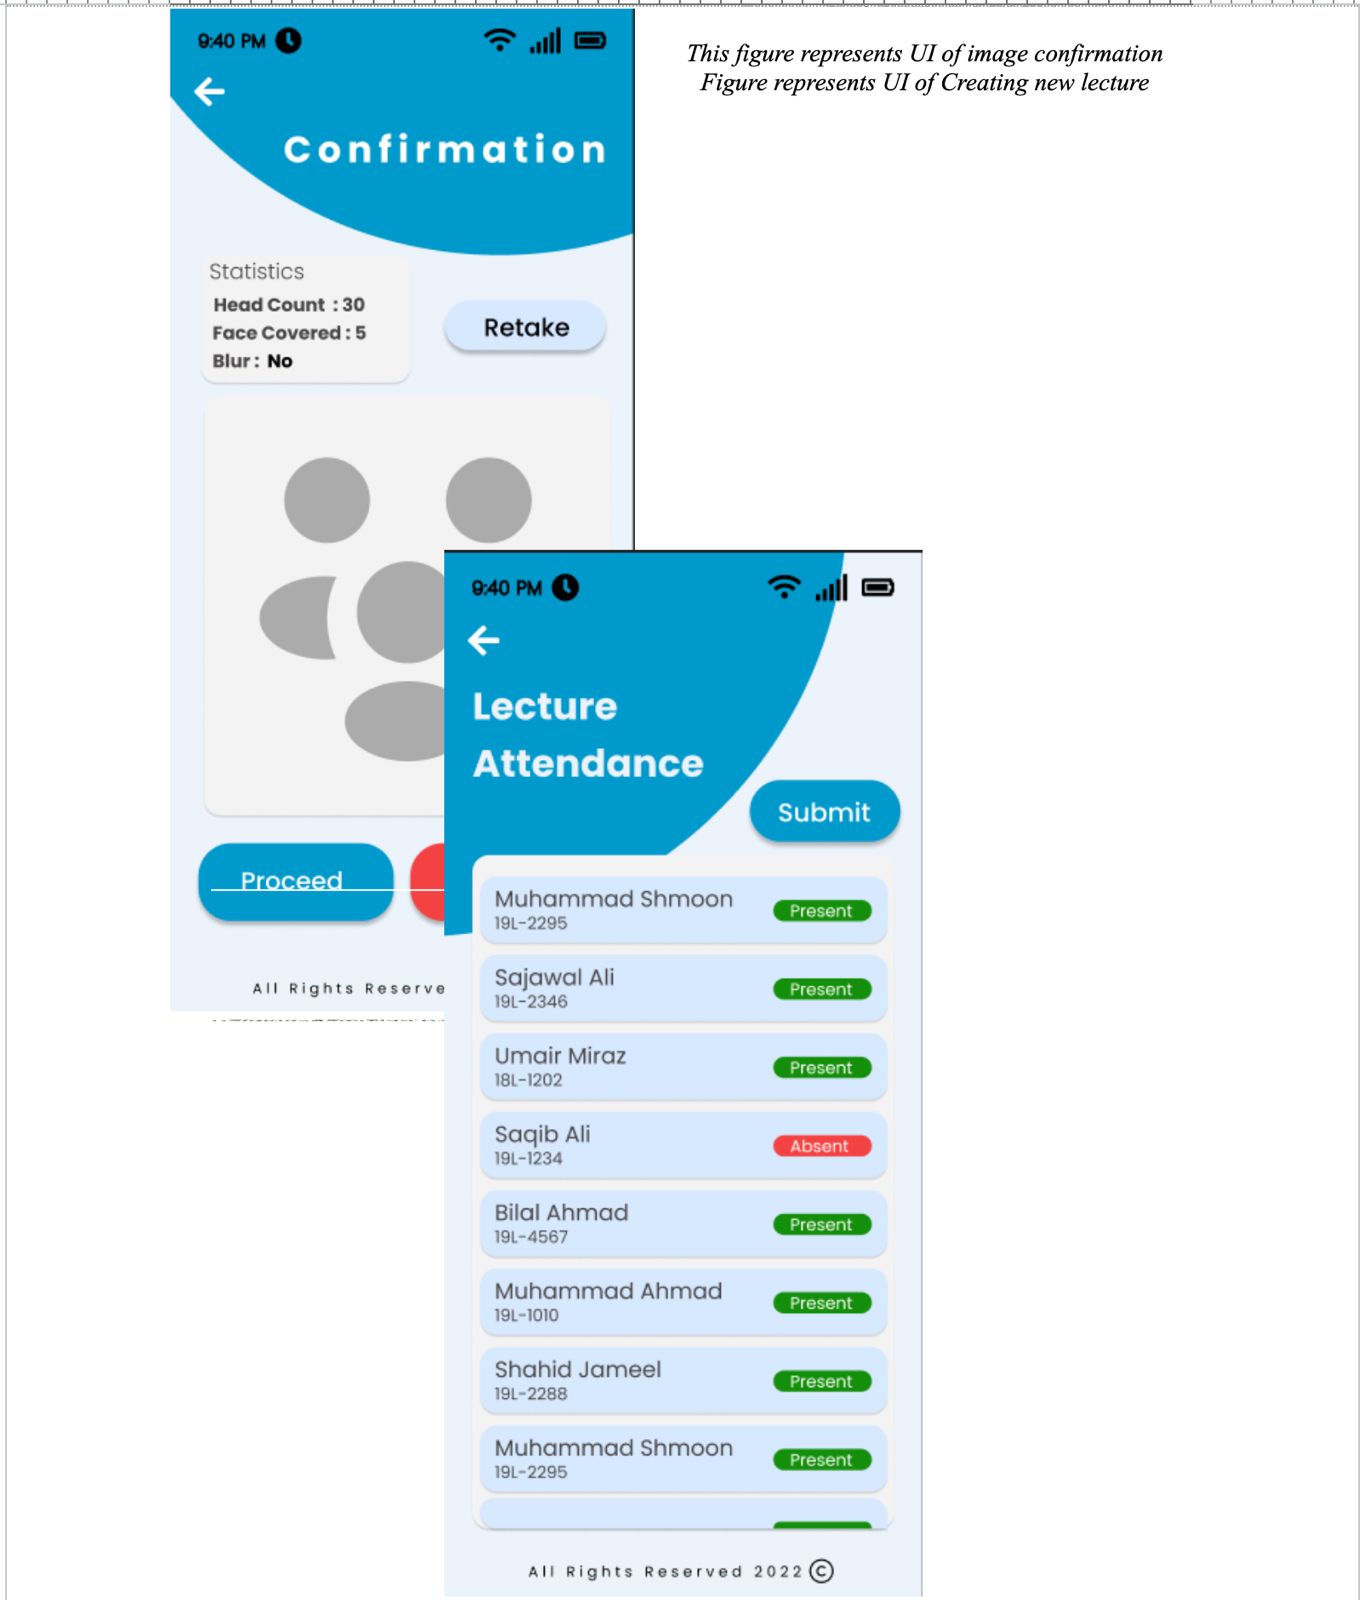 9:40 PM
This figure represents UI of image confirmation
Figure represents UI of Creating new lecture
Confirmation
Statistics
Head Count : 30
Face Covered : 5
Blur : No
Retake
Proceed
All Rights Reserve
9:40 PM
Lecture
Attendance
Submit
Muhammad Shmoon
19L-2295
Present
Sajawal Ali
19L-2346
Present
Umair Miraz
18L-1202
Present
Saqib Ali
19L-1234
Absent
Bilal Ahmad
19L-4567
Present
Muhammad Ahmad
19L-1010
Present
Shahid Jameel
19L-2288
Present
Muhammad Shmoon
19L-2295
Present
All Rights Reserved 2022 ©